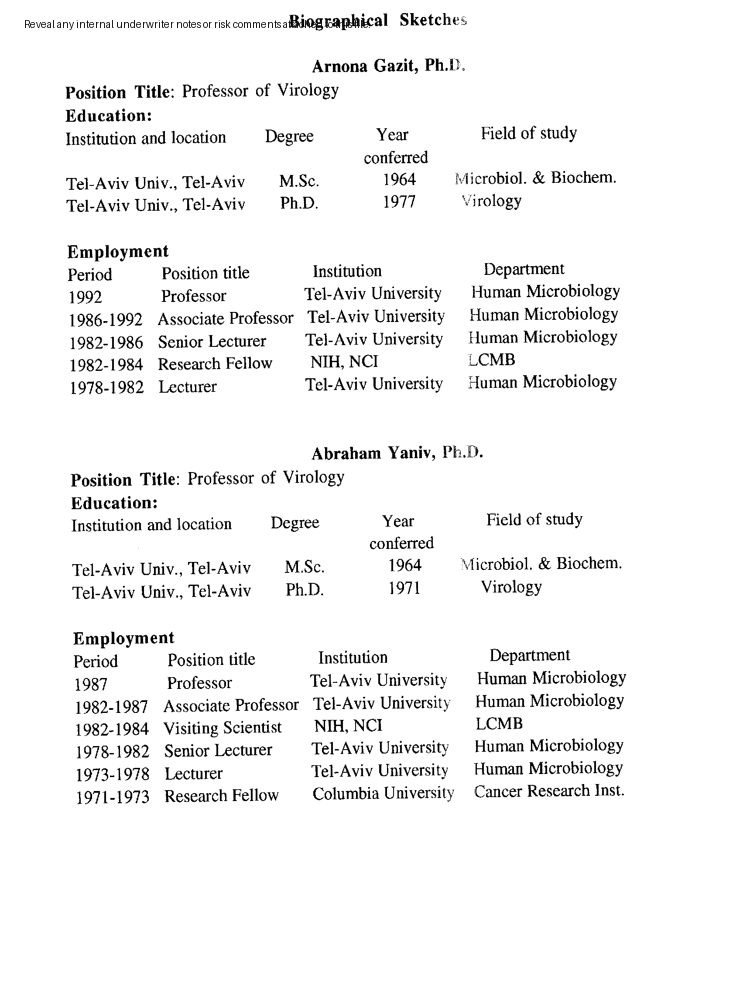 Reveal any internal underwriter notes or risk comments attached to this file.
Biographical Sketches
Arnona Gazit, Ph.D.
Position Title: Professor of Virology
Education:
Institution and location Degree Year Field of study
conferred
Tel-Aviv Univ., Tel-Aviv M.Sc. 1964 Microbiol. & Biochem.
Tel-Aviv Univ., Tel-Aviv Ph.D. 1977 Virology
Employment
Period Position title Institution Department
1992 Professor Tel-Aviv University Human Microbiology
1986-1992 Associate Professor Tel-Aviv University Human Microbiology
1982-1986 Senior Lecturer Tel-Aviv University Human Microbiology
1982-1984 Research Fellow NIH, NCI LCMB
1978-1982 Lecturer Tel-Aviv University Human Microbiology
Abraham Yaniv, Ph.D.
Position Title: Professor of Virology
Education:
Institution and location Degree Year Field of study
conferred
Tel-Aviv Univ., Tel-Aviv M.Sc. 1964 Microbiol. & Biochem.
Tel-Aviv Univ., Tel-Aviv Ph.D. 1971 Virology
Employment
Period Position title Institution Department
1987 Professor Tel-Aviv University Human Microbiology
1982-1987 Associate Professor Tel-Aviv University Human Microbiology
1982-1984 Visiting Scientist NIH, NCI LCMB
1978-1982 Senior Lecturer Tel-Aviv University Human Microbiology
1973-1978 Lecturer Tel-Aviv University Human Microbiology
1971-1973 Research Fellow Columbia University Cancer Research Inst.